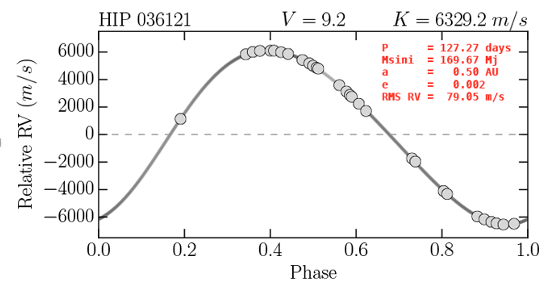 HIP 036121 V = 9.2 K = 6329.2 m/s
P = 127.27 days
Msini = 169.67 Mj
a = 0.50 AU
e = 0.002
RMS RV = 79.05 m/s
Relative RV (m/s)
6000
4000
2000
0
−2000
−4000
−6000
0.0 0.2 0.4 0.6 0.8 1.0
Phase